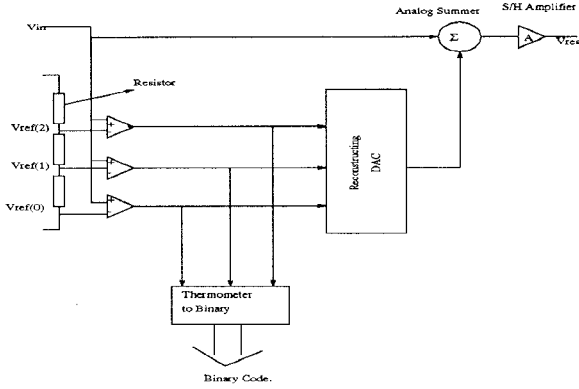 S/H Amplifier
Analog Summer
Vin
Σ
A
Vres
Resistor
+
-
Vref(2)
+
-
Vref(1)
+
-
Vref(0)
Reconstructing
DAC
Thermometer
to Binary
Binary Code.